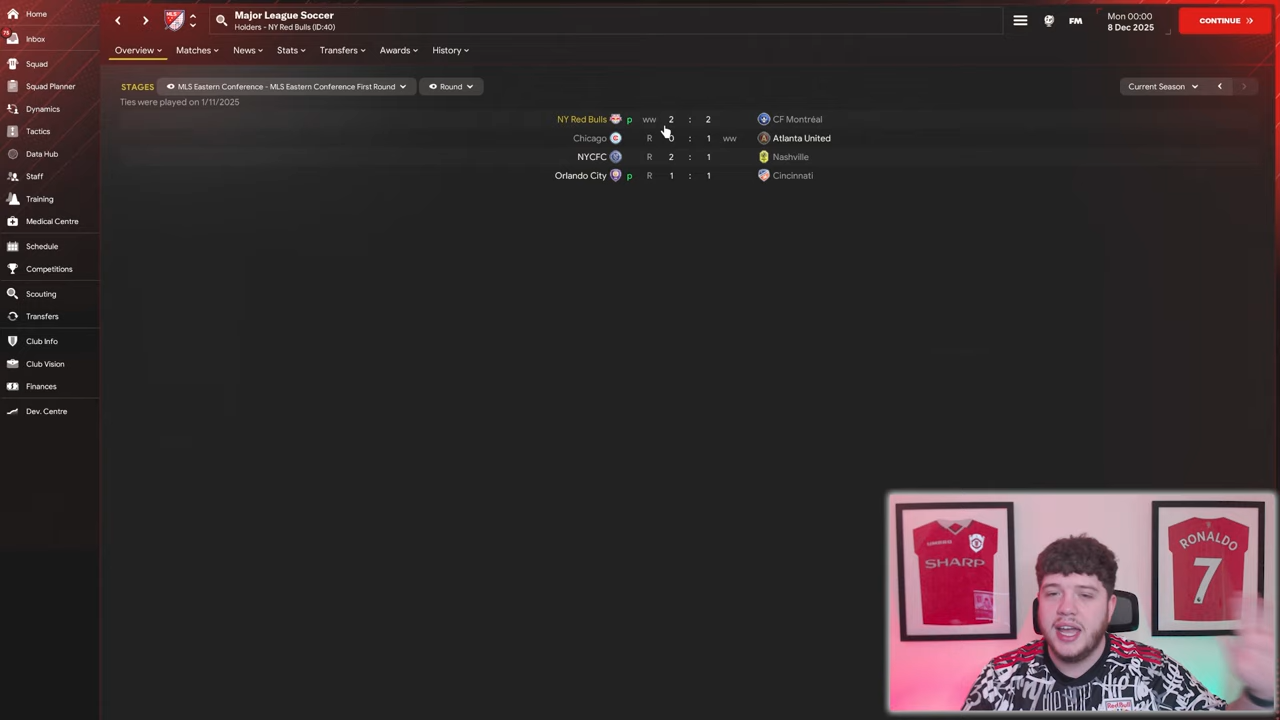 Home
75
Inbox
Squad
Squad Planner
Dynamics
Tactics
Data Hub
Staff
Training
Medical Centre
Schedule
Competitions
Scouting
Transfers
Club Info
Club Vision
Finances
Dev. Centre
MLS
Major League Soccer
Holders - NY Red Bulls (ID:40)
FM
Mon 00:00
8 Dec 2025
CONTINUE
Overview
Matches
News
Stats
Transfers
Awards
History
STAGES
MLS Eastern Conference - MLS Eastern Conference First Round
Round
Current Season
Ties were played on 1/11/2025
NY Red Bulls p ww 2 : 2 CF Montréal
Chicago R 0 : 1 ww Atlanta United
NYCFC R 2 : 1 Nashville
Orlando City p R 1 : 1 Cincinnati
SHARP
RONALDO
7
RedBull